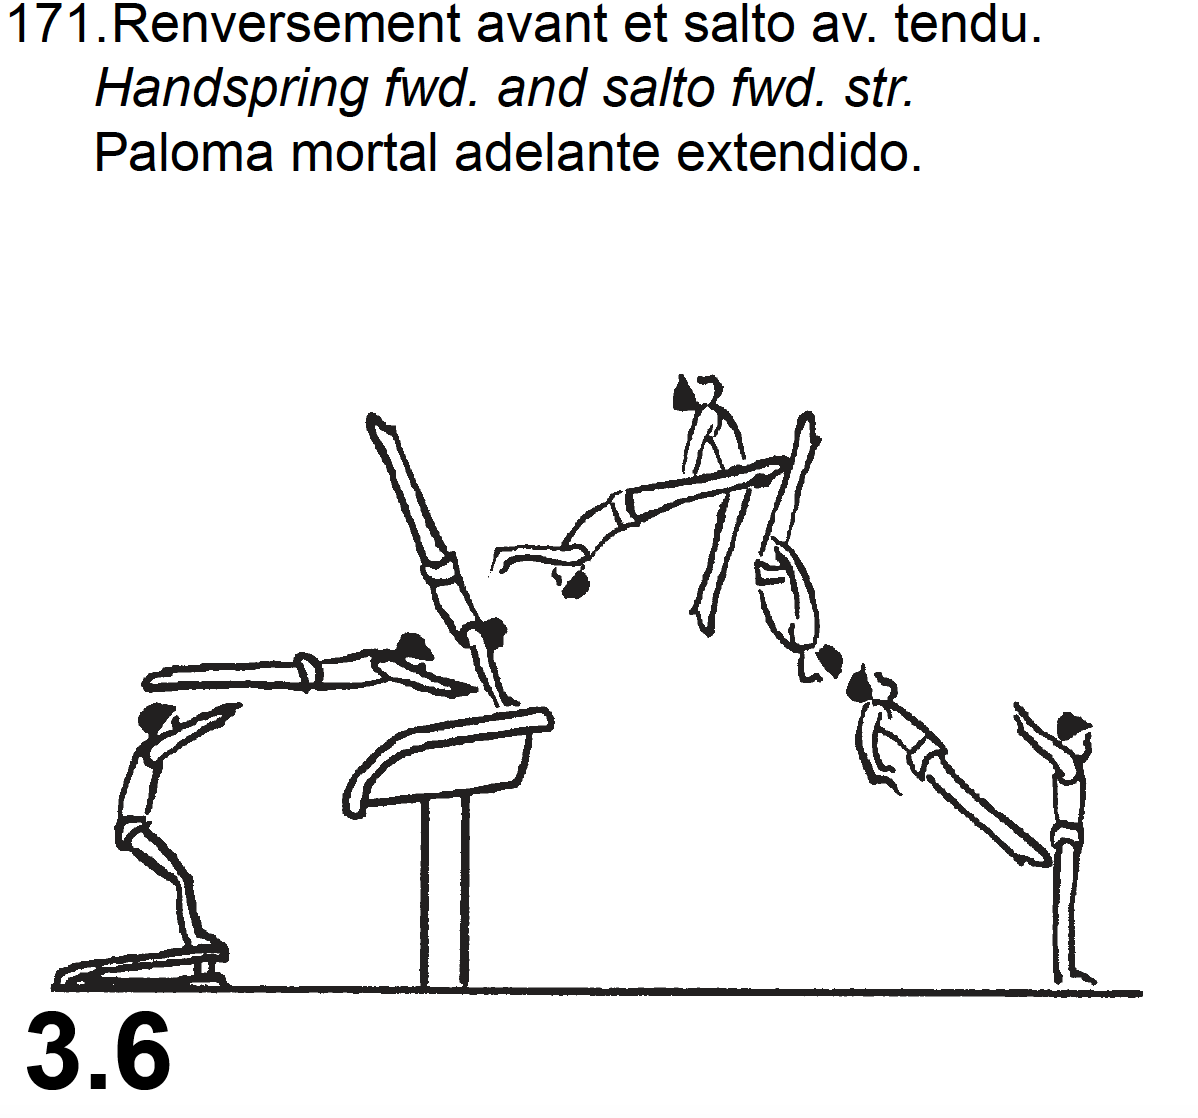 171.Renversement avant et salto av. tendu.
Handspring fwd. and salto fwd. str.
Paloma mortal adelante extendido.
3.6